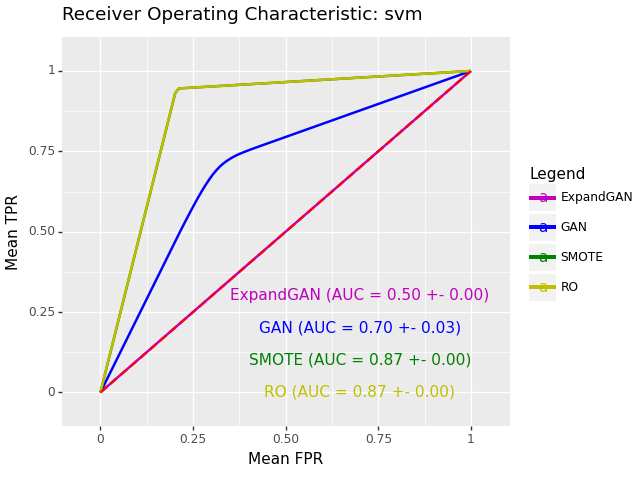 Receiver Operating Characteristic: svm
1
0.75
0.50
0.25
0
Mean TPR
ExpandGAN (AUC = 0.50 +- 0.00)
GAN (AUC = 0.70 +- 0.03)
SMOTE (AUC = 0.87 +- 0.00)
RO (AUC = 0.87 +- 0.00)
0 0.25 0.50 0.75 1
Mean FPR
Legend
a ExpandGAN
a GAN
a SMOTE
a RO